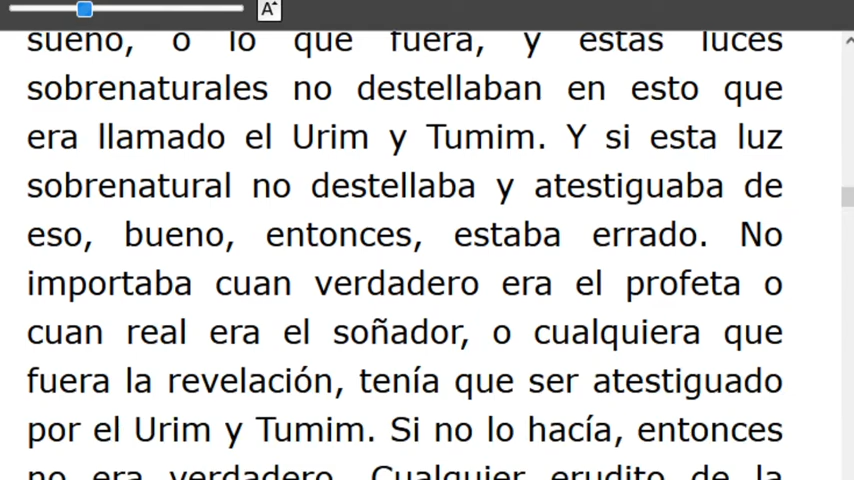 A
sueño, o lo que fuera, y estas luces
sobrenaturales no destellaban en esto que
era llamado el Urim y Tumim. Y si esta luz
sobrenatural no destellaba y atestiguaba de
eso, bueno, entonces, estaba errado. No
importaba cuan verdadero era el profeta o
cuan real era el soñador, o cualquiera que
fuera la revelación, tenía que ser atestiguado
por el Urim y Tumim. Si no lo hacía, entonces
no era verdadero. Cualquier erudito de la